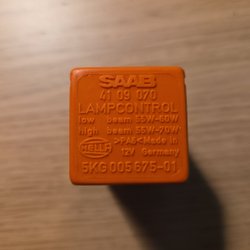 SAAB
41 09 070
LAMPCONTROL
low beam 55W-60W
high beam 55W-70W
HELLA >PA6< Made in
12V Germany
5KG 005 675-01